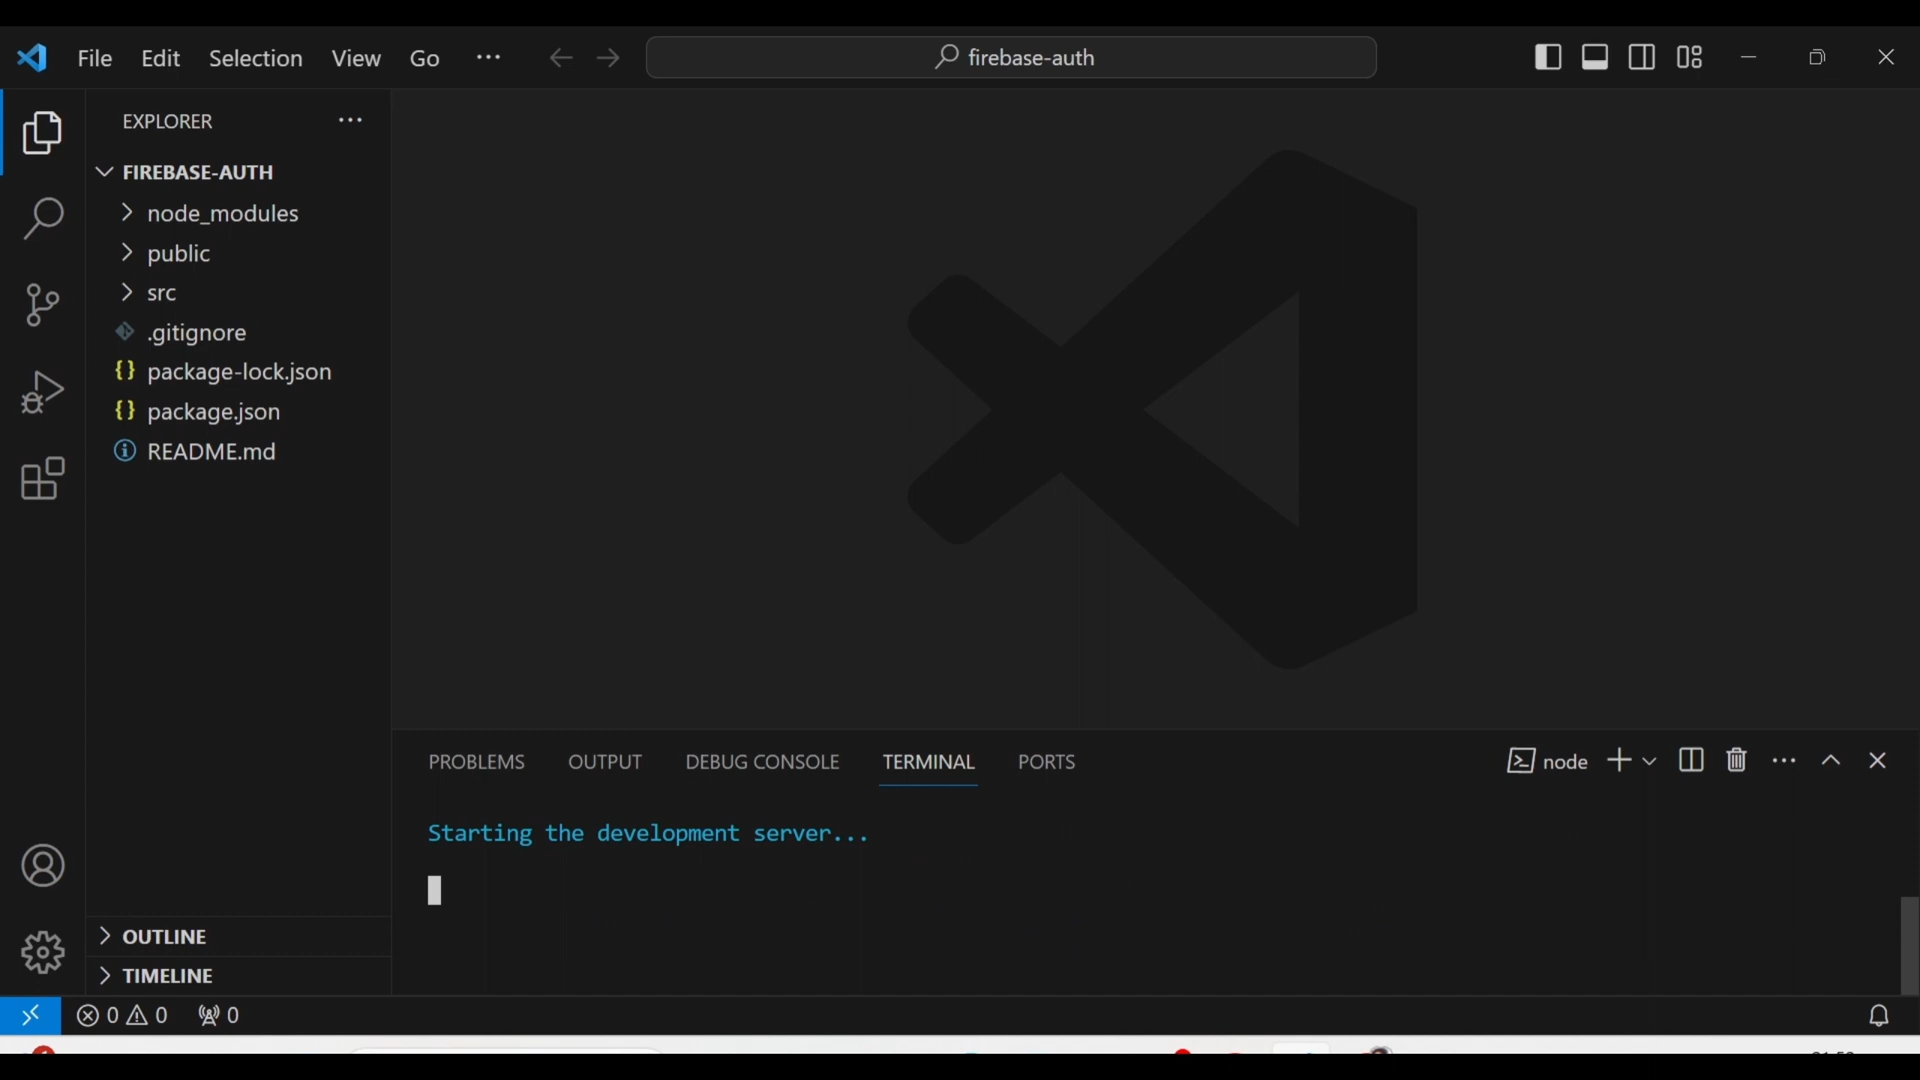 File Edit Selection View Go ... firebase-auth
EXPLORER ...
FIREBASE-AUTH
node_modules
public
src
.gitignore
{} package-lock.json
{} package.json
README.md
PROBLEMS OUTPUT DEBUG CONSOLE TERMINAL PORTS node
Starting the development server...
OUTLINE
TIMELINE
0 0 0